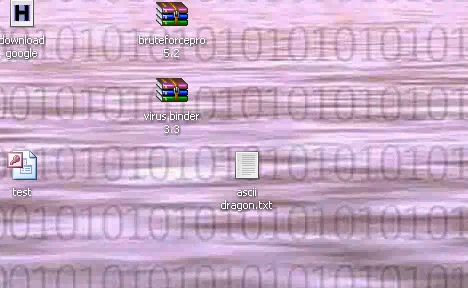 H
download
google
bruteforcepro
5.2
virus binder
3.3
test
ascii
dragon.txt